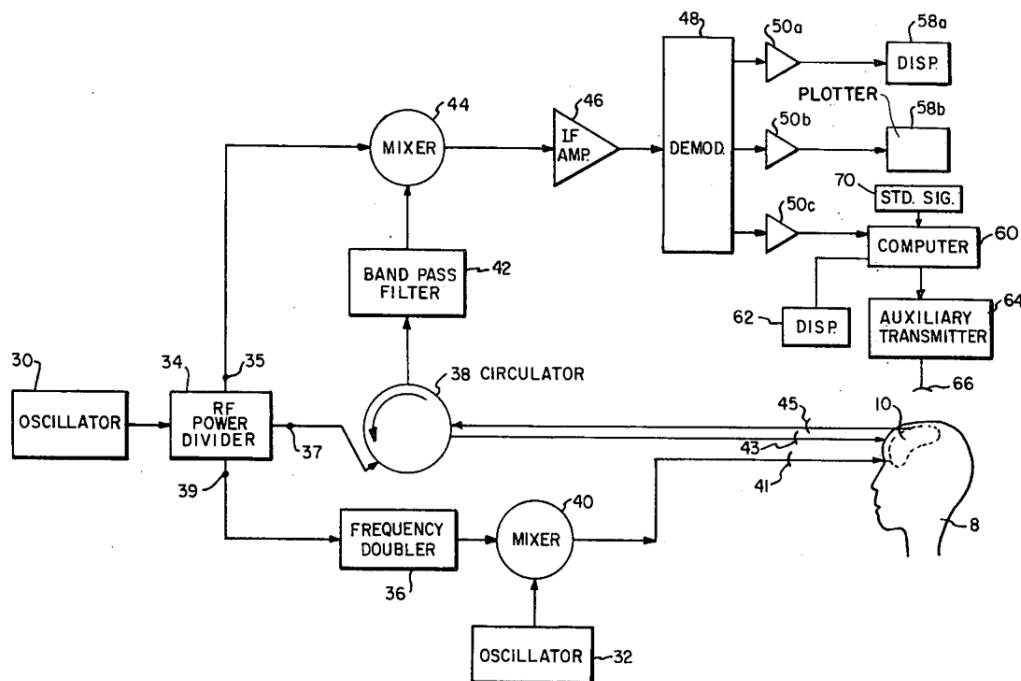 48
50a
58a
DISP.
44
46
PLOTTER
MIXER
I.F.
AMP.
DEMOD.
50b
58b
70
STD. SIG.
50c
COMPUTER
60
BAND PASS
FILTER
42
62
DISP.
AUXILIARY
TRANSMITTER
64
30
34
35
38 CIRCULATOR
66
OSCILLATOR
RF
POWER
DIVIDER
37
45
43
41
10
39
40
8
FREQUENCY
DOUBLER
MIXER
36
OSCILLATOR
32